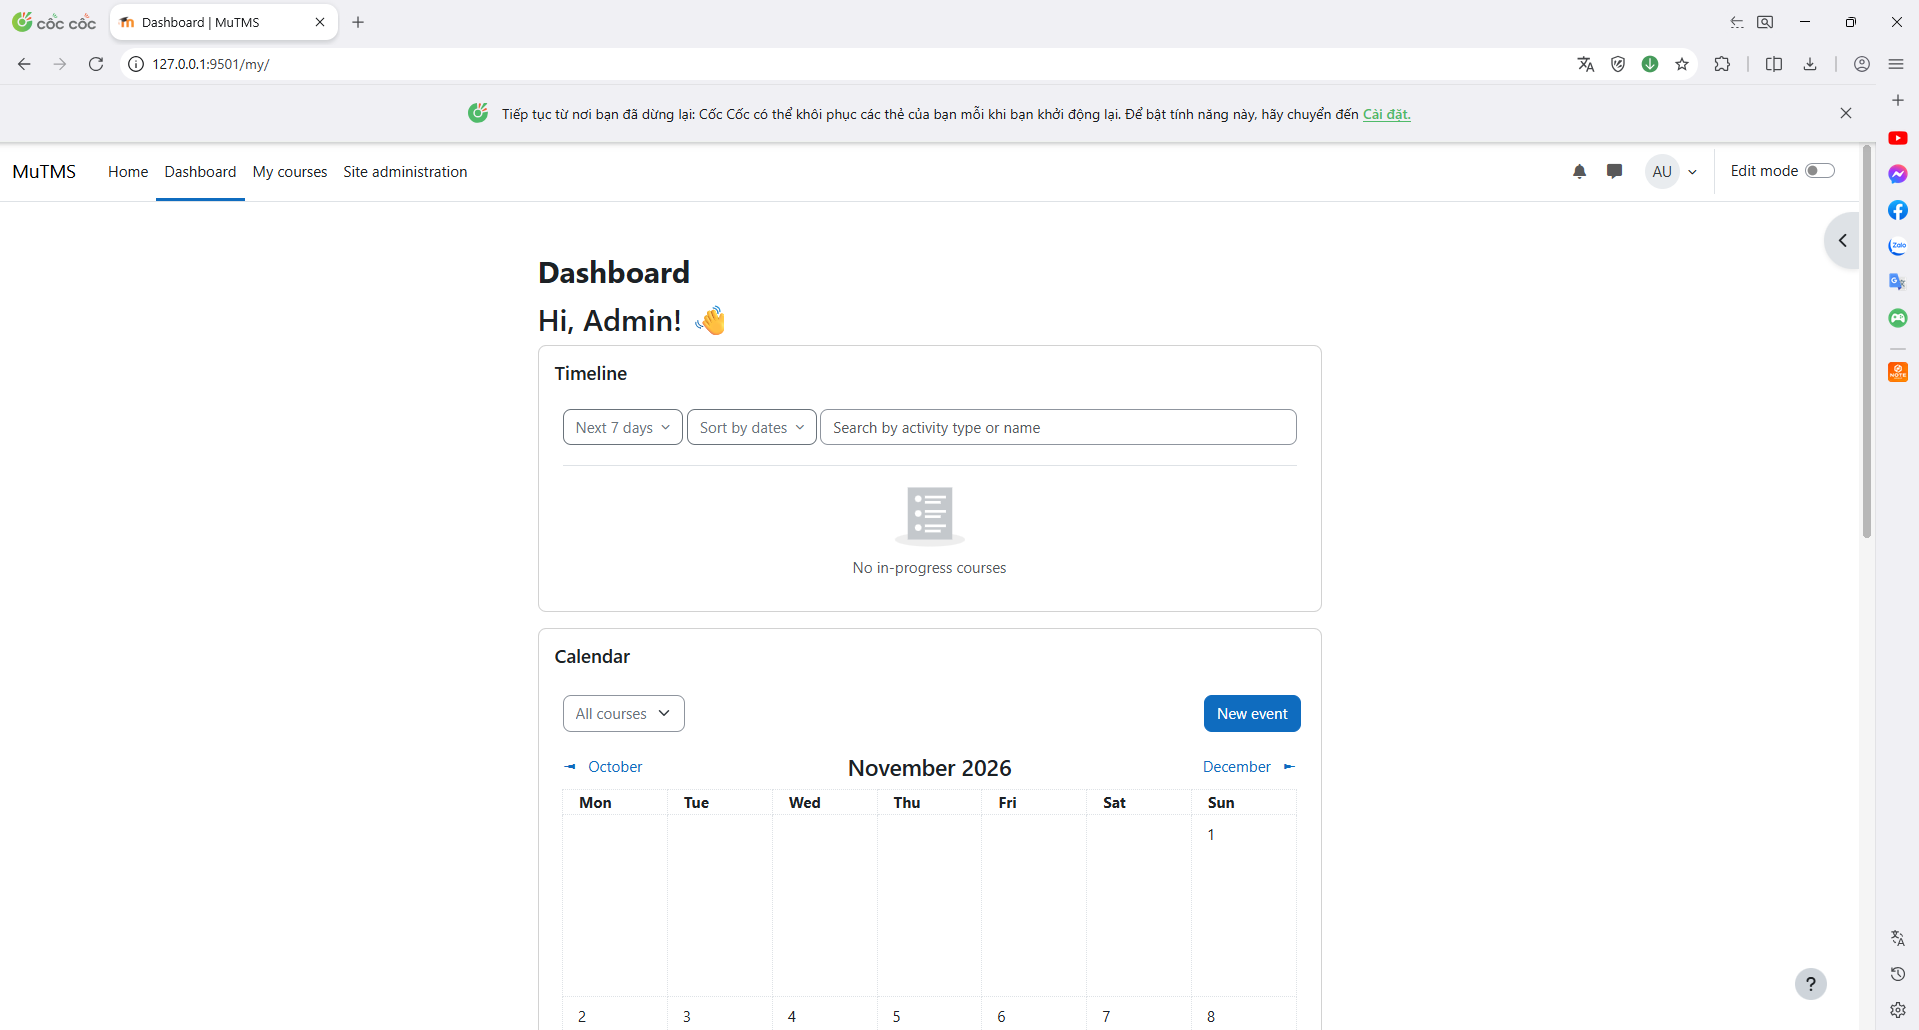 cốc cốc
Dashboard | MuTMS
127.0.0.1:9501/my/
Tiếp tục từ nơi bạn đã dừng lại: Cốc Cốc có thể khôi phục các thẻ của bạn mỗi khi bạn khởi động lại. Để bật tính năng này, hãy chuyển đến Cài đặt.
MuTMS Home Dashboard My courses Site administration AU Edit mode
Zalo
NOTE
Dashboard
Hi, Admin! 👋
Timeline
Next 7 days Sort by dates Search by activity type or name
No in-progress courses
Calendar
All courses New event
◄ October November 2026 December ►
Mon Tue Wed Thu Fri Sat Sun
1
2 3 4 5 6 7 8
?